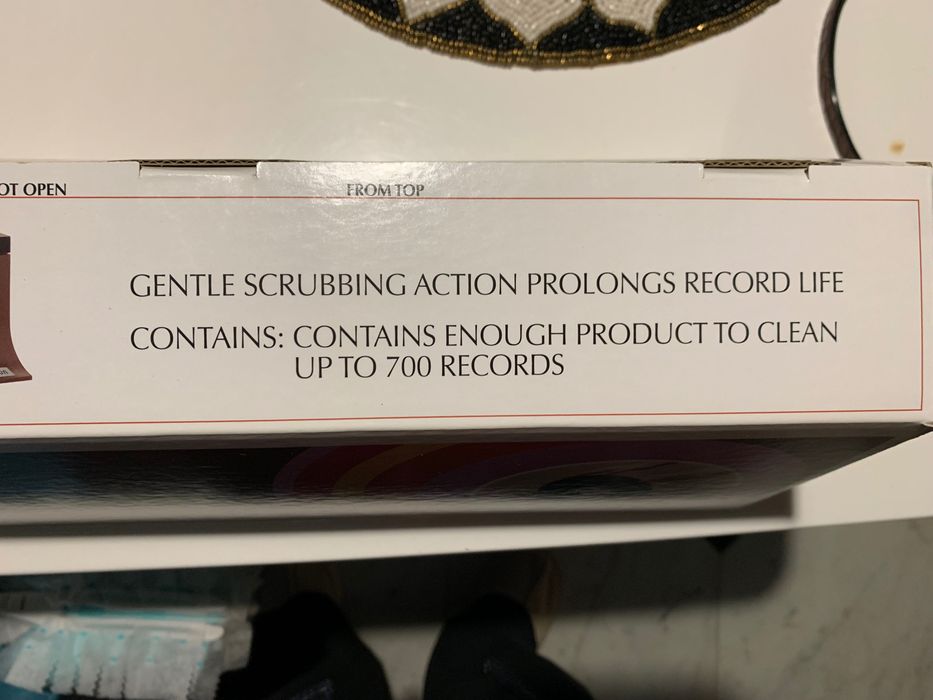 OT OPEN FROM TOP
GENTLE SCRUBBING ACTION PROLONGS RECORD LIFE
CONTAINS: CONTAINS ENOUGH PRODUCT TO CLEAN
UP TO 700 RECORDS